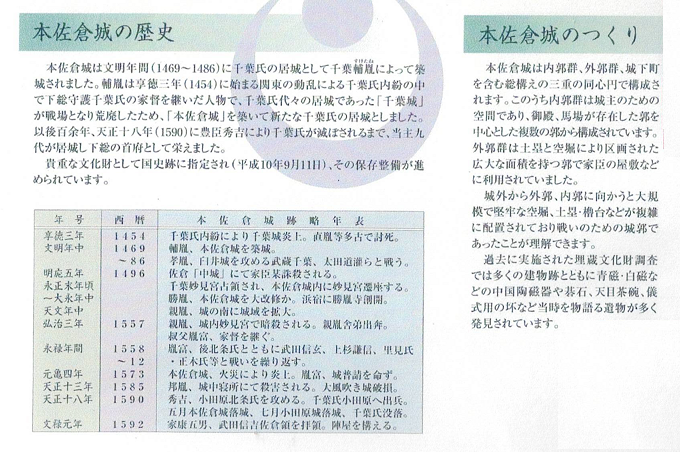 本佐倉城の歴史
本佐倉城は文明年間(1469〜1486)に千葉氏の居城として千葉輔胤によって築
すけたね
城されました。輔胤は享徳三年(1454)に始まる関東の動乱による千葉氏内紛の中
で下総守護千葉氏の家督を継いだ人物で、千葉氏代々の居城であった「千葉城」
が戦場となり荒廃したため、「本佐倉城」を築いて新たな千葉氏の居城としました。
以後百余年、天正十八年(1590)に豊臣秀吉により千葉氏が滅ぼされるまで、当主九
代が居城し下総の首府として栄えました。
貴重な文化財として国史跡に指定され(平成10年9月11日)、その保存整備が進
められています。
年号 西暦 本佐倉城跡略年表
享徳三年 1454 千葉氏内紛により千葉城炎上。直胤等多古で討死。
文明年中 1469 輔胤、本佐倉城を築城。
〜86 孝胤、臼井城を攻める武蔵千葉、太田道灌らと戦う。
明応五年 1496 佐倉「中城」にて家臣某誅殺される。
永正末年頃 千葉妙見宮占領され、本佐倉城内に妙見宮遷座する。
〜大永年中 勝胤、本佐倉城を大改修か。浜宿に勝胤寺創開。
天文年中 親胤、城の南に城域を拡大。
弘治三年 1557 親胤、城内妙見宮で暗殺される。親胤舎弟出奔。
叔父胤富、家督を継ぐ。
永禄年間 1558 胤富、後北条氏とともに武田信玄、上杉謙信、里見氏
〜12 ・正木氏等と戦いを繰り返す。
元亀四年 1573 本佐倉城、火災により炎上。胤富、城普請を命ず。
天正十三年 1585 邦胤、城中寝所にて殺害される。大風吹き城破損。
天正十八年 1590 秀吉、小田原北条氏を攻める。千葉氏小田原へ出兵。
五月本佐倉城落城、七月小田原城落城、千葉氏没落。
文禄元年 1592 家康五男、武田信吉佐倉領を拝領。陣屋を構える。
本佐倉城のつくり
本佐倉城は内郭群、外郭群、城下町
を含む総構えの三重の同心円で構成さ
れます。このうち内郭群は城主のための
空間であり、御殿、馬場が存在した郭を
中心とした複数の郭から構成されています。
外郭群は土塁と空堀により区画された
広大な面積を持つ郭で家臣の屋敷など
に利用されていました。
城外から外郭、内郭に向かうと大規
模で堅牢な空堀、土塁・櫓台などが複雑
に配置されており戦いのための城郭で
あったことが理解できます。
過去に実施された埋蔵文化財調査
では多くの建物跡とともに青磁・白磁な
どの中国陶磁器や碁石、天目茶碗、儀
式用の坏など当時を物語る遺物が多く
発見されています。